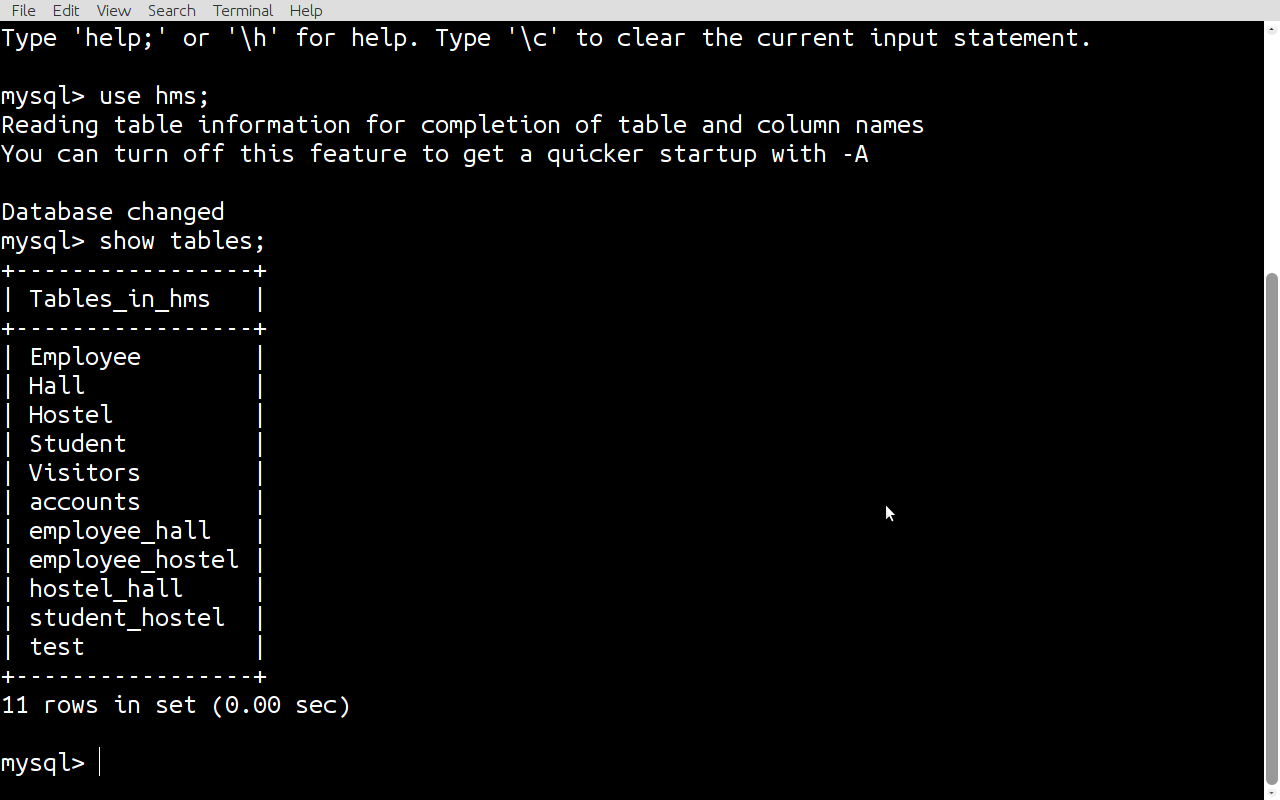 File Edit View Search Terminal Help
Type 'help;' or '\h' for help. Type '\c' to clear the current input statement.
mysql> use hms;
Reading table information for completion of table and column names
You can turn off this feature to get a quicker startup with -A
Database changed
mysql> show tables;
+-----------------+
| Tables_in_hms   |
+-----------------+
| Employee        |
| Hall            |
| Hostel          |
| Student         |
| Visitors        |
| accounts        |
| employee_hall   |
| employee_hostel |
| hostel_hall     |
| student_hostel  |
| test            |
+-----------------+
11 rows in set (0.00 sec)
mysql>